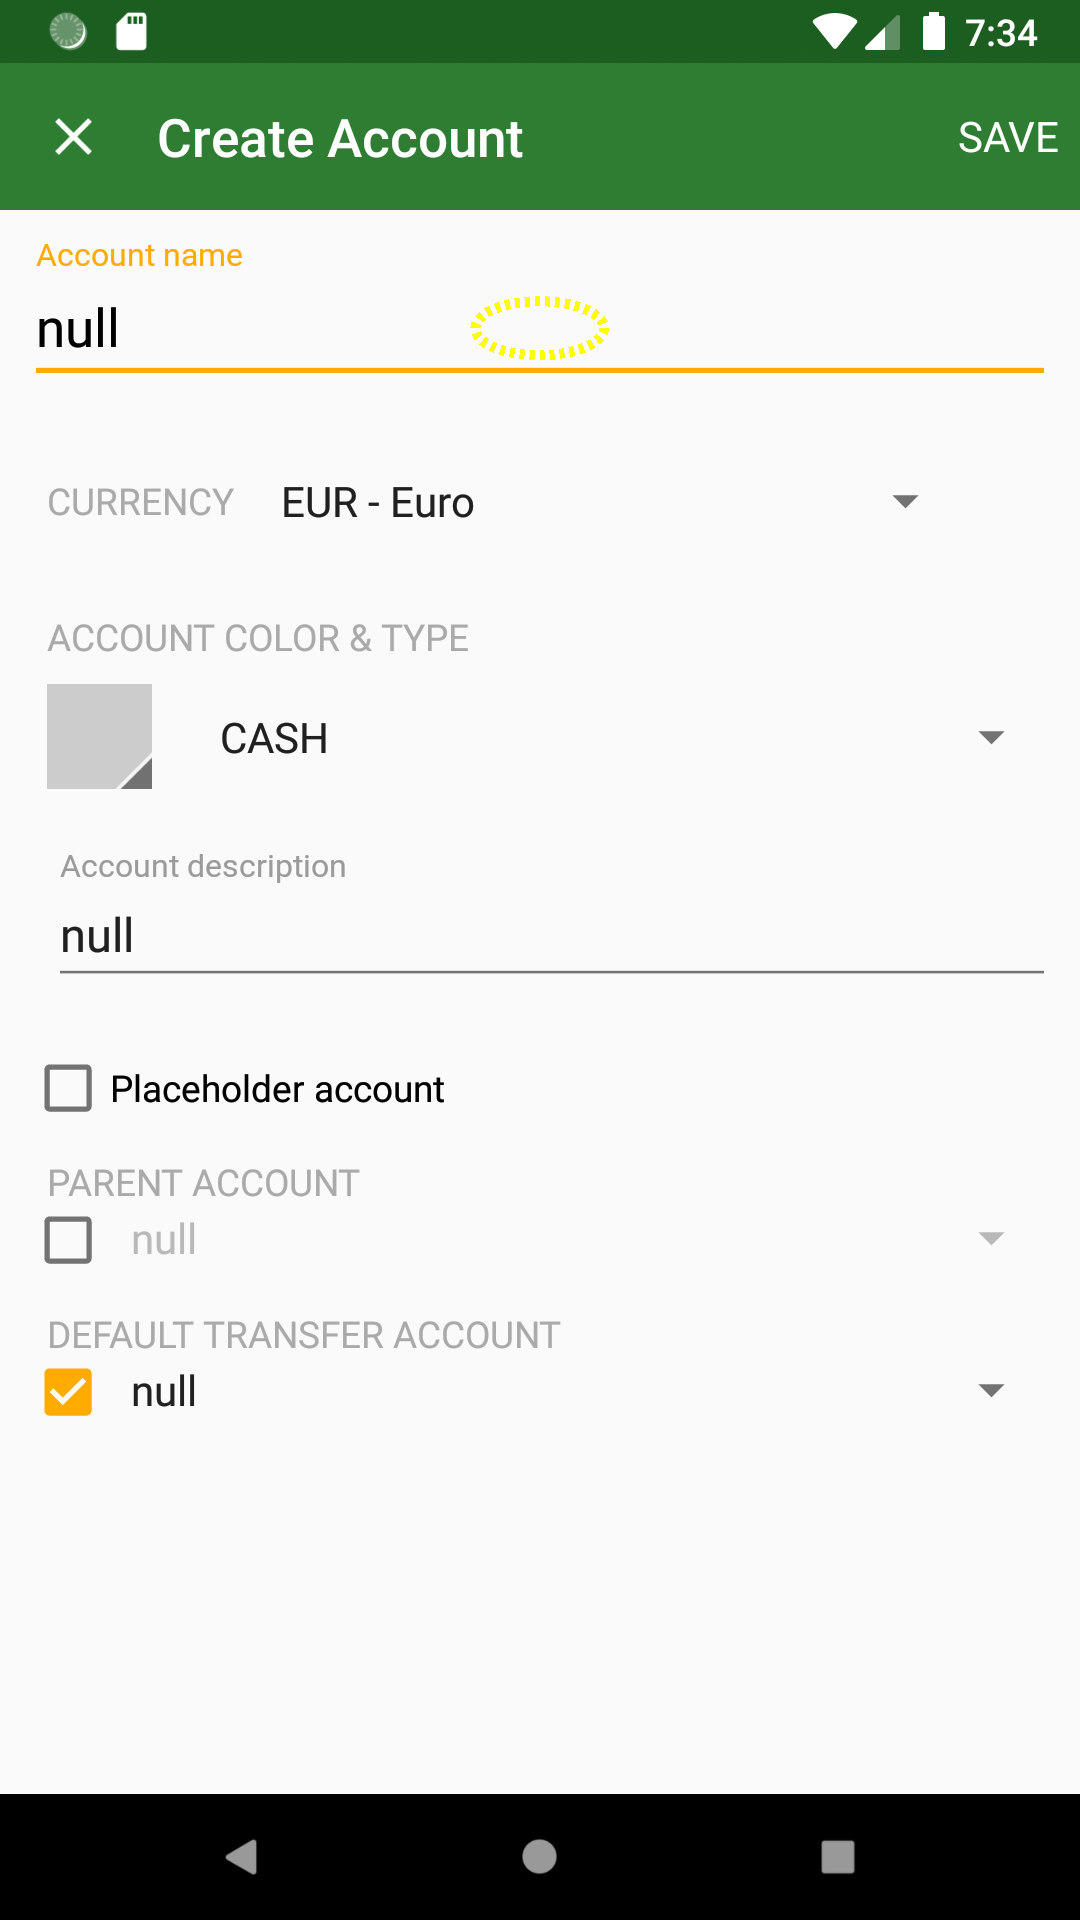 7:34
Create Account
SAVE
Account name
null
CURRENCY EUR - Euro
ACCOUNT COLOR & TYPE
CASH
Account description
null
Placeholder account
PARENT ACCOUNT
null
DEFAULT TRANSFER ACCOUNT
null